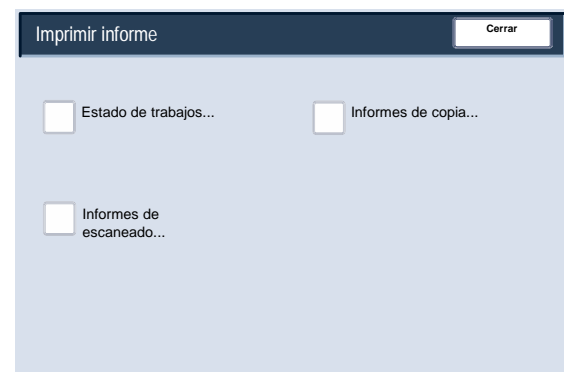 Imprimir informe
Cerrar
Estado de trabajos...
Informes de copia...
Informes de
escaneado...